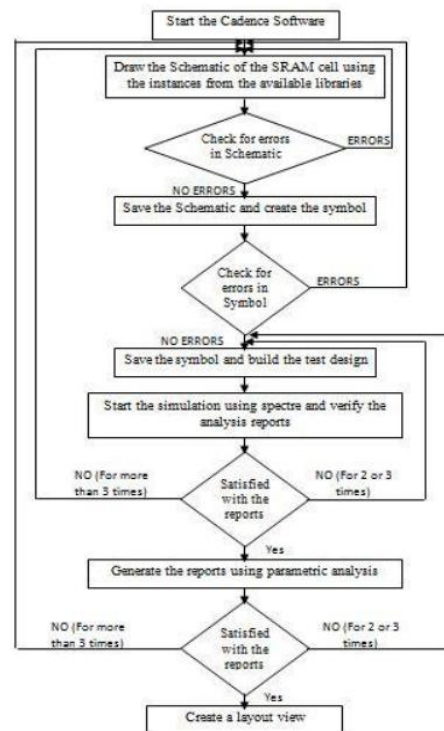 Start the Cadence Software
Draw the Schematic of the SRAM cell using
the instances from the available libraries
Check for errors
in Schematic
ERRORS
NO ERRORS
Save the Schematic and create the symbol
Check for
errors in
Symbol
ERRORS
NO ERRORS
Save the symbol and build the test design
Start the simulation using spectre and verify the
analysis reports
NO (For more
than 3 times)
Satisfied
with the
reports
NO (For 2 or 3
times)
Yes
Generate the reports using parametric analysis
NO (For more
than 3 times)
Satisfied
with the
reports
NO (For 2 or 3
times)
Yes
Create a layout view